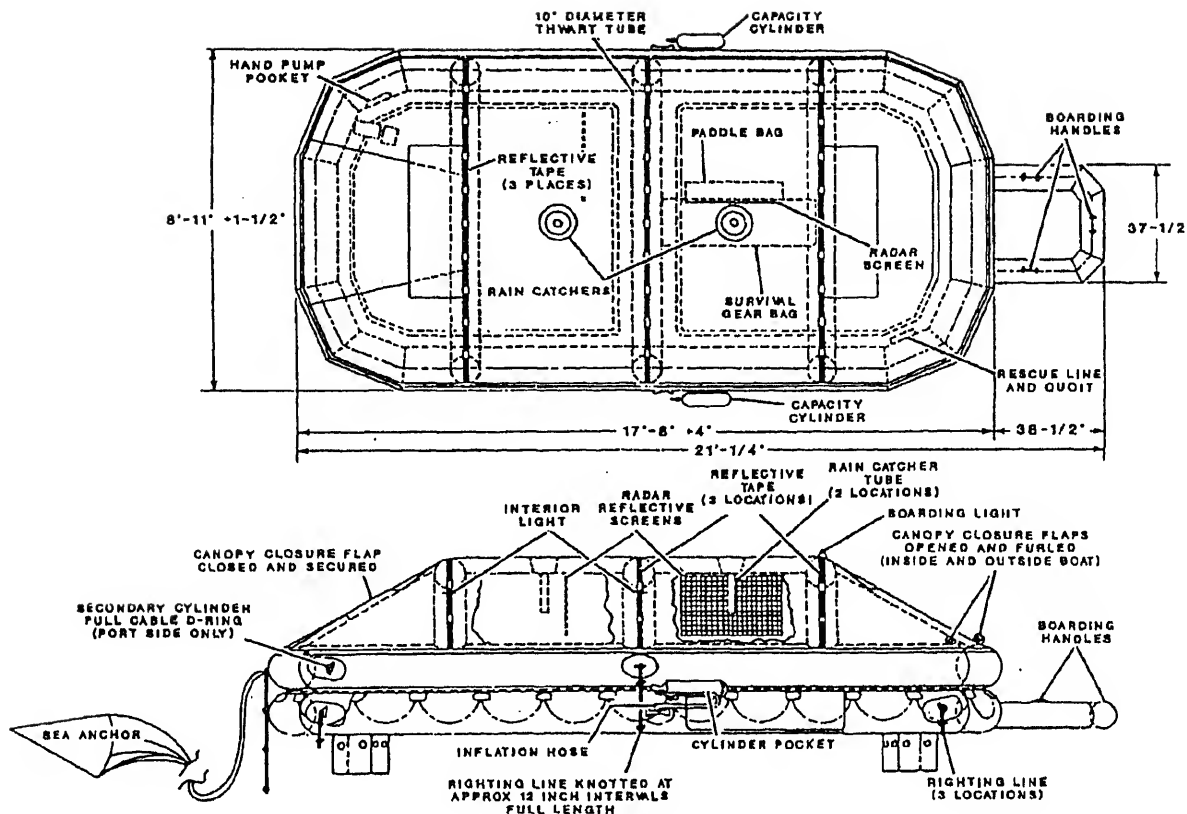 10" DIAMETER
THWART TUBE
CAPACITY
CYLINDER
HAND PUMP
POCKET
BOARDING
HANDLES
PADDLE BAG
REFLECTIVE
TAPE
(3 PLACES)
8'-11" +1-1/2"
37-1/2
RADAR
SCREEN
RAIN CATCHERS
SURVIVAL
GEAR BAG
RESCUE LINE
AND QUOIT
CAPACITY
CYLINDER
17'-8" +4"
38-1/2"
21'-1/4"
INTERIOR
LIGHT
RADAR
REFLECTIVE
SCREENS
REFLECTIVE
TAPE
(3 LOCATIONS)
RAIN CATCHER
TUBE
(2 LOCATIONS)
BOARDING LIGHT
CANOPY CLOSURE FLAPS
OPENED AND FURLED
(INSIDE AND OUTSIDE BOAT)
CANOPY CLOSURE FLAP
CLOSED AND SECURED
SECONDARY CYLINDER
FULL CABLE D-RING
(PORT SIDE ONLY)
BOARDING
HANDLES
SEA ANCHOR
INFLATION HOSE
CYLINDER POCKET
RIGHTING LINE KNOTTED AT
APPROX 12 INCH INTERVALS
FULL LENGTH
RIGHTING LINE
(3 LOCATIONS)